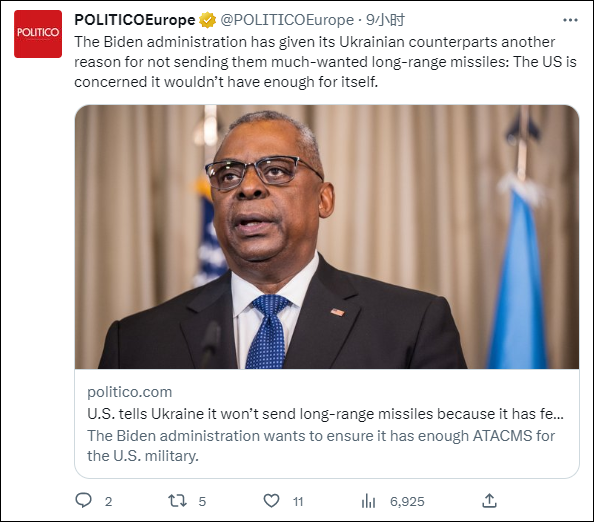 POLITICO
POLITICOEurope @POLITICOEurope · 9小时
The Biden administration has given its Ukrainian counterparts another
reason for not sending them much-wanted long-range missiles: The US is
concerned it wouldn't have enough for itself.
politico.com
U.S. tells Ukraine it won't send long-range missiles because it has fe...
The Biden administration wants to ensure it has enough ATACMS for
the U.S. military.
2 5 11 6,925